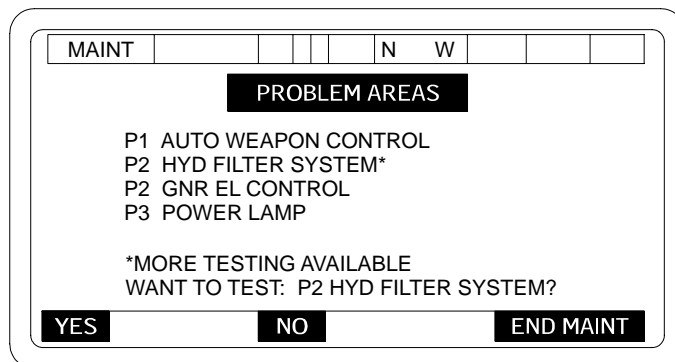 MAINT N W
PROBLEM AREAS
P1 AUTO WEAPON CONTROL
P2 HYD FILTER SYSTEM*
P2 GNR EL CONTROL
P3 POWER LAMP
*MORE TESTING AVAILABLE
WANT TO TEST: P2 HYD FILTER SYSTEM?
YES NO END MAINT